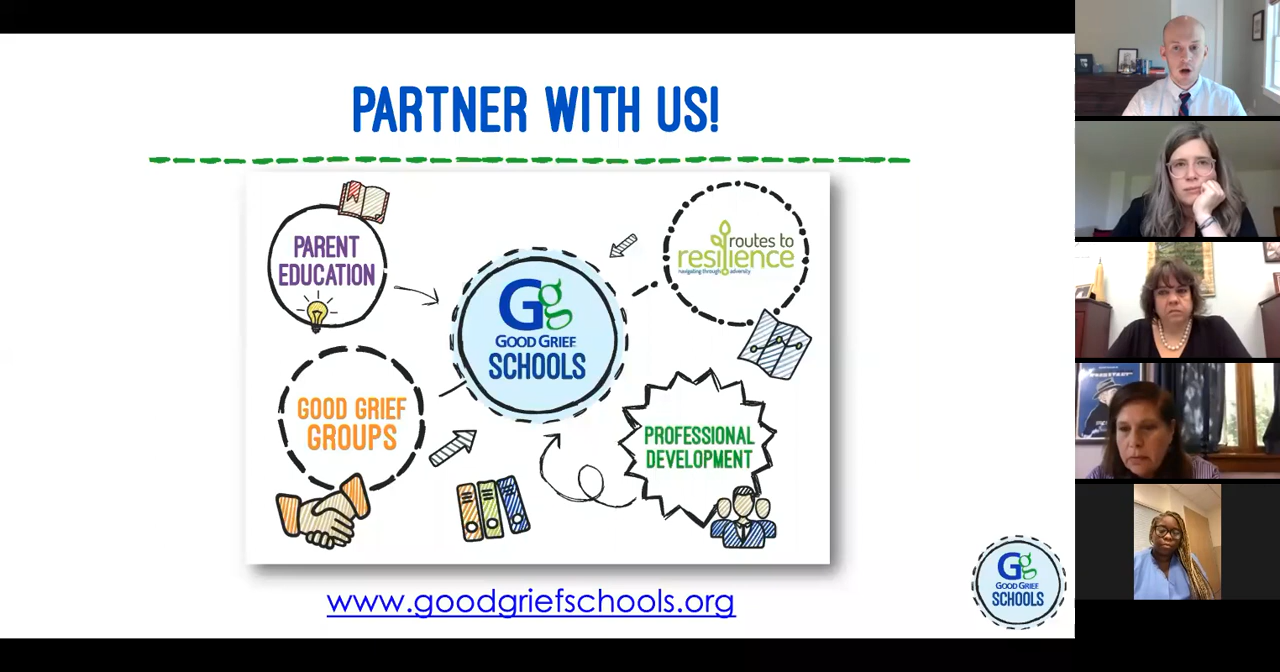 PARTNER WITH US!
PARENT
EDUCATION
routes to
resilience
navigating through adversity
Gg
GOOD GRIEF
SCHOOLS
GOOD GRIEF
GROUPS
PROFESSIONAL
DEVELOPMENT
www.goodgriefschools.org
Gg
GOOD GRIEF
SCHOOLS